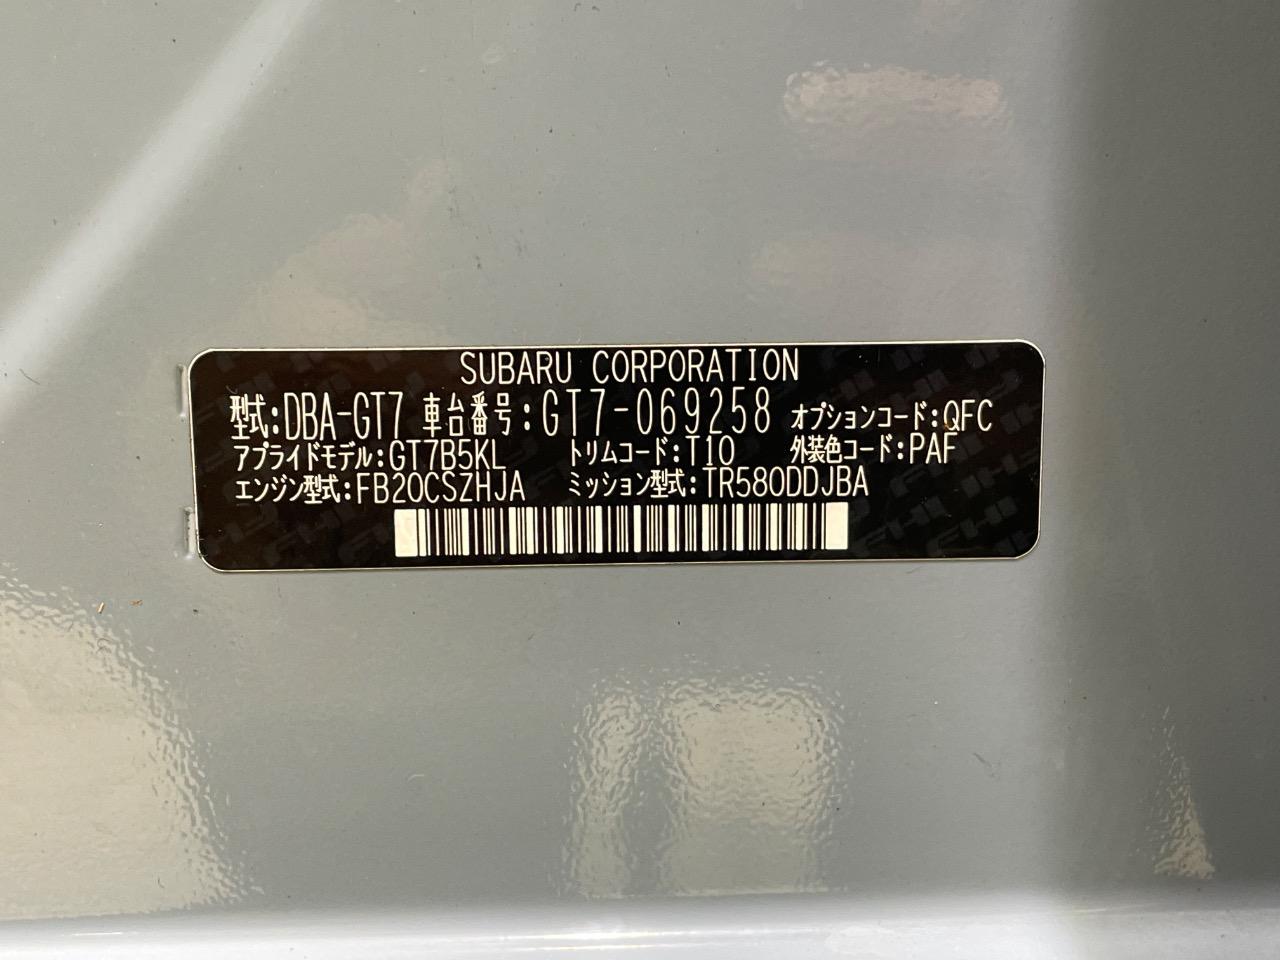 SUBARU CORPORATION
型式:DBA-GT7 車台番号:GT7-069258 オプションコード:QFC
アプライドモデル:GT7B5KL トリムコード:T10 外装色コード:PAF
エンジン型式:FB20CSZHJA ミッション型式:TR580DDJBA